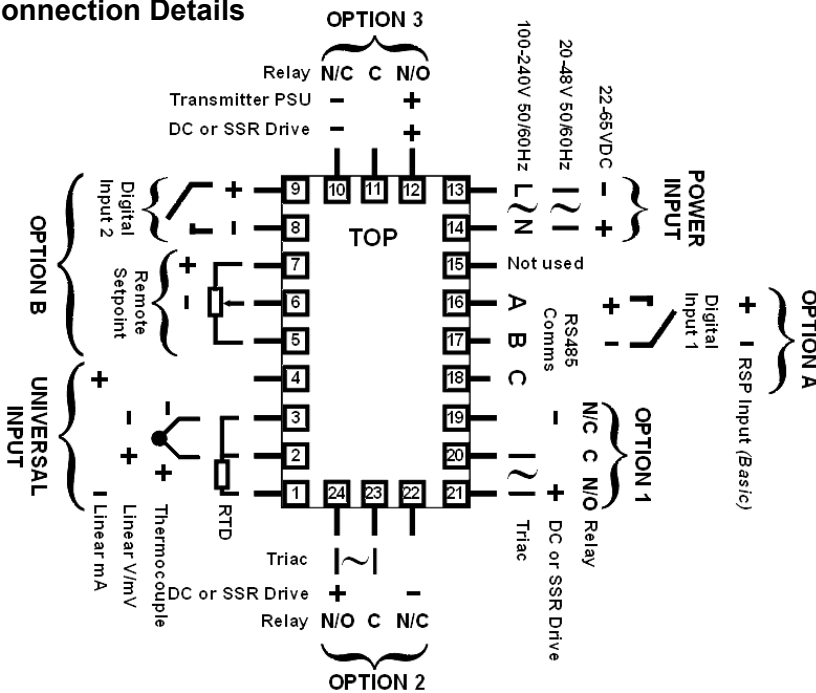 onnection Details
OPTION 3
Relay N/C C N/O
Transmitter PSU - +
DC or SSR Drive - +
100-240V 50/60Hz
20-48V 50/60Hz
22-65VDC
POWER
INPUT
L
N
- +
9
10
11
12
13
8
14
TOP
7
15
Not used
6
16
A
5
17
B
4
18
C
3
19
2
20
1
24
23
22
21
OPTION B
Digital
Input 2
+ -
Remote
Setpoint
+ -
UNIVERSAL
INPUT
+
- +
- +
-
Linear mA
Linear V/mV
Thermocouple
RTD
RS485
Comms
+ -
Digital
Input 1
+ -
RSP Input (Basic)
OPTION A
OPTION 1
N/C C N/O Relay
- + DC or SSR Drive
Triac
Triac
DC or SSR Drive + -
Relay N/O C N/C
OPTION 2